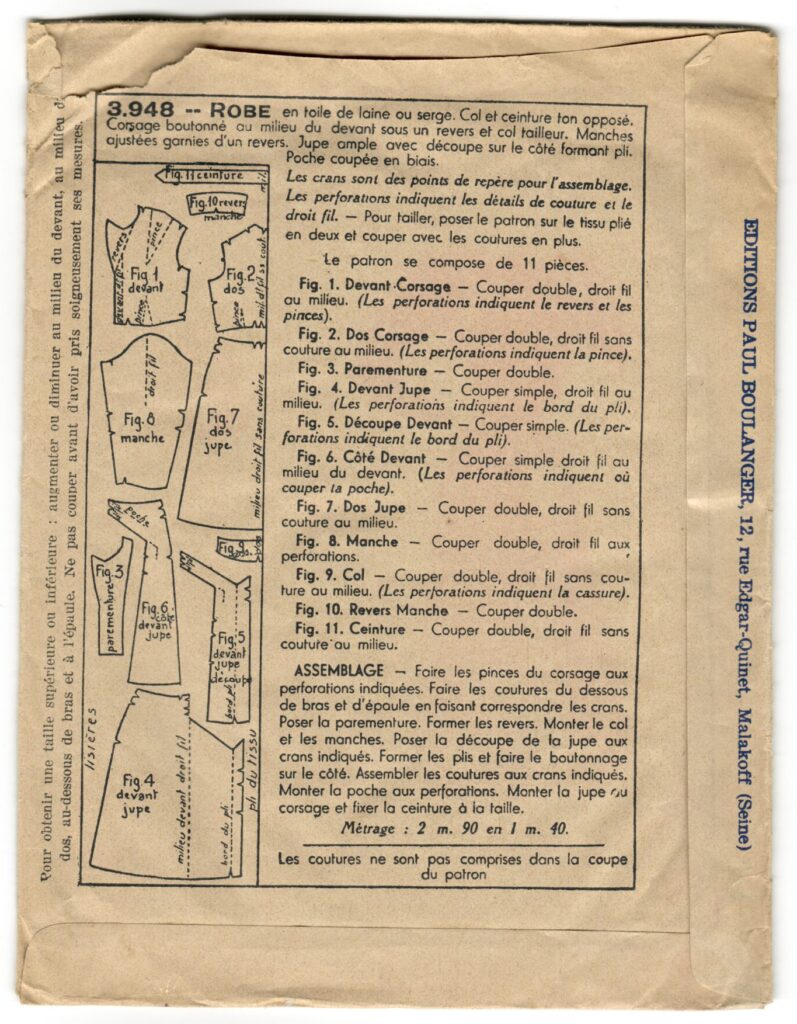 3.948 -- ROBE en toile de laine ou serge. Col et ceinture ton opposé.
Corsage boutonné au milieu du devant sous un revers et col tailleur. Manches
ajustées garnies d'un revers. Jupe ample avec découpe sur le côté formant pli.
Poche coupée en biais.
Les crans sont des points de repère pour l'assemblage.
Les perforations indiquent les détails de couture et le
droit fil. — Pour tailler, poser le patron sur le tissu plié
en deux et couper avec les coutures en plus.
Le patron se compose de 11 pièces.
Fig. 1. Devant Corsage — Couper double, droit fil
au milieu. (Les perforations indiquent le revers et les
pinces).
Fig. 2. Dos Corsage — Couper double, droit fil sans
couture au milieu. (Les perforations indiquent la pince).
Fig. 3. Parementure — Couper double.
Fig. 4. Devant Jupe — Couper simple, droit fil au
milieu. (Les perforations indiquent le bord du pli).
Fig. 5. Découpe Devant — Couper simple. (Les per-
forations indiquent le bord du pli).
Fig. 6. Côté Devant — Couper simple droit fil au
milieu du devant. (Les perforations indiquent où
couper la poche).
Fig. 7. Dos Jupe — Couper double, droit fil sans
couture au milieu.
Fig. 8. Manche — Couper double, droit fil aux
perforations.
Fig. 9. Col — Couper double, droit fil sans cou-
ture au milieu. (Les perforations indiquent la cassure).
Fig. 10. Revers Manche — Couper double.
Fig. 11. Ceinture — Couper double, droit fil sans
couture au milieu.
ASSEMBLAGE — Faire les pinces du corsage aux
perforations indiquées. Faire les coutures du dessous
de bras et d'épaule en faisant correspondre les crans.
Poser la parementure. Former les revers. Monter le col
et les manches. Poser la découpe de la jupe aux
crans indiqués. Former les plis et faire le boutonnage
sur le côté. Assembler les coutures aux crans indiqués.
Monter la poche aux perforations. Monter la jupe au
corsage et fixer la ceinture à la taille.
Métrage : 2 m. 90 en 1 m. 40.
Les coutures ne sont pas comprises dans la coupe
du patron
Fig. 11 ceinture
mil.
Fig. 10 revers
manche
Fig 1
devant
pince
pince
Fig. 2
dos
pince
mil. d! fil ss cout
Fig. 8
manche
droit fil
Fig. 7
dos
jupe
milieu droit fil sans couture
poche
Fig. 9
Fig. 3
parementure
Fig. 6
côté
devant
jupe
Fig. 5
devant
jupe
découpe
bord pli
lisières
pli du tissu
Fig. 4
devant
jupe
milieu devant droit fil
bord du pli
Pour obtenir une taille supérieure ou inférieure : augmenter ou diminuer au milieu du devant, au milieu d
dos, au-dessous de bras et à l'épaule. Ne pas couper avant d'avoir pris soigneusement ses mesures.
EDITIONS PAUL BOULANGER, 12, rue Edgar-Quinet, Malakoff (Seine)